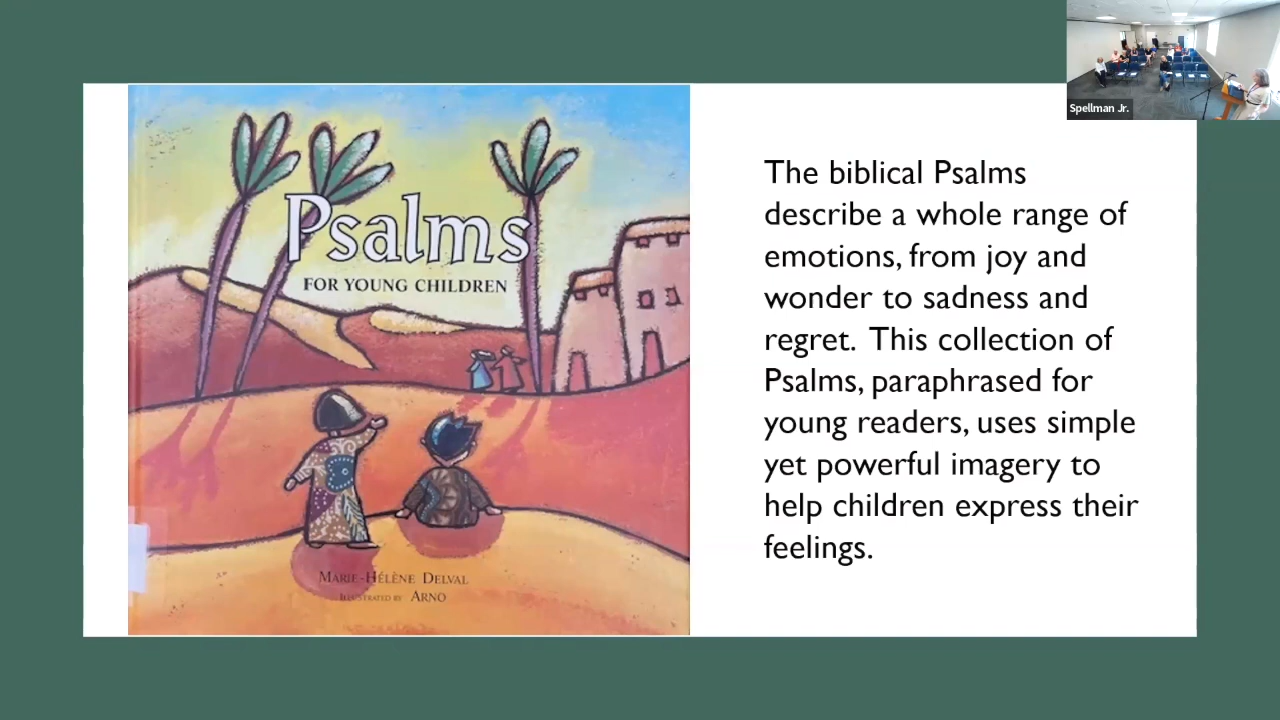 Spellman Jr.
Psalms
FOR YOUNG CHILDREN
MARIE-HÉLÈNE DELVAL
ILLUSTRATED BY ARNO
The biblical Psalms
describe a whole range of
emotions, from joy and
wonder to sadness and
regret. This collection of
Psalms, paraphrased for
young readers, uses simple
yet powerful imagery to
help children express their
feelings.